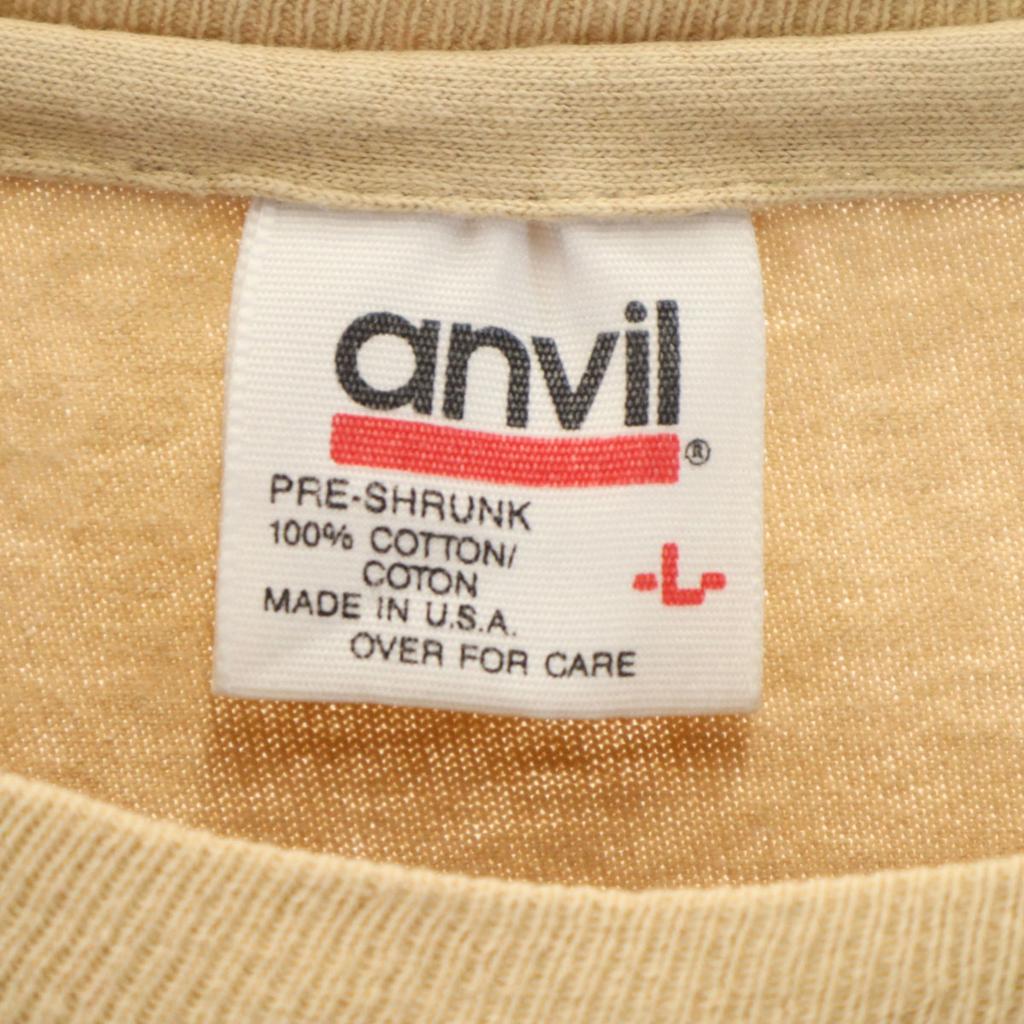 anvil®
PRE-SHRUNK
100% COTTON/
COTON
-L-
MADE IN U.S.A.
OVER FOR CARE